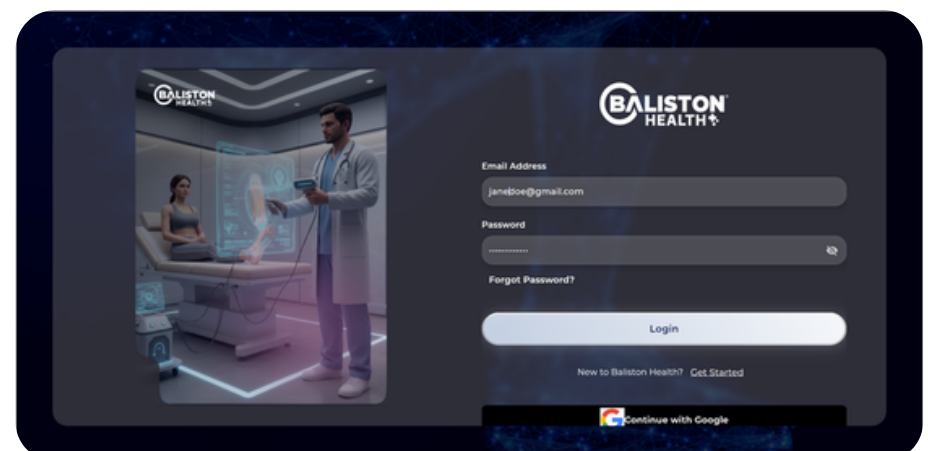 BALISTON
HEALTH
BALISTON
HEALTH
Email Address
janedoe@gmail.com
Password
Forgot Password?
Login
New to Baliston Health? Get Started
Continue with Google